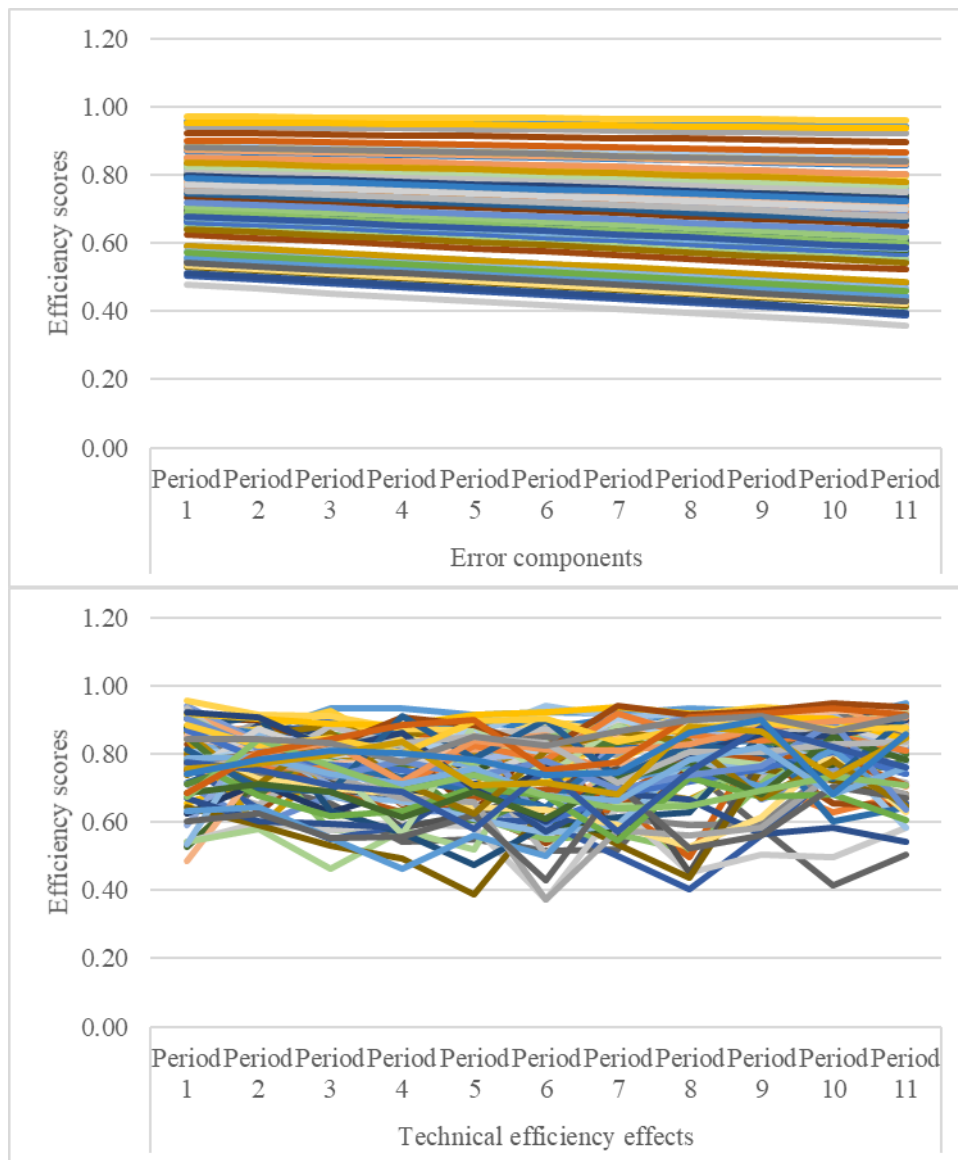 1.20
1.00
0.80
0.60
0.40
0.20
0.00
Efficiency scores
Period Period Period Period Period Period Period Period Period Period Period
1 2 3 4 5 6 7 8 9 10 11
Error components
1.20
1.00
0.80
0.60
0.40
0.20
0.00
Efficiency scores
Period Period Period Period Period Period Period Period Period Period Period
1 2 3 4 5 6 7 8 9 10 11
Technical efficiency effects